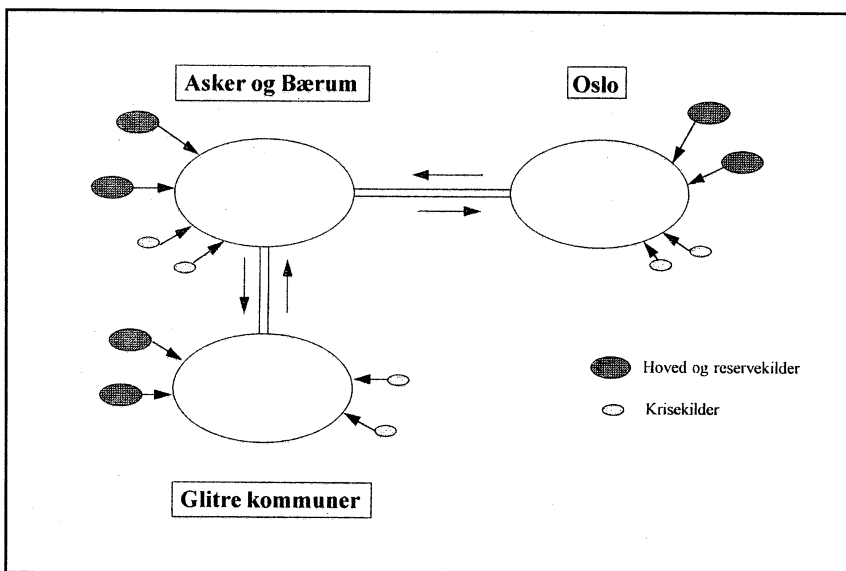 Asker og Bærum
Oslo
Hoved og reservekilder
Krisekilder
Glitre kommuner